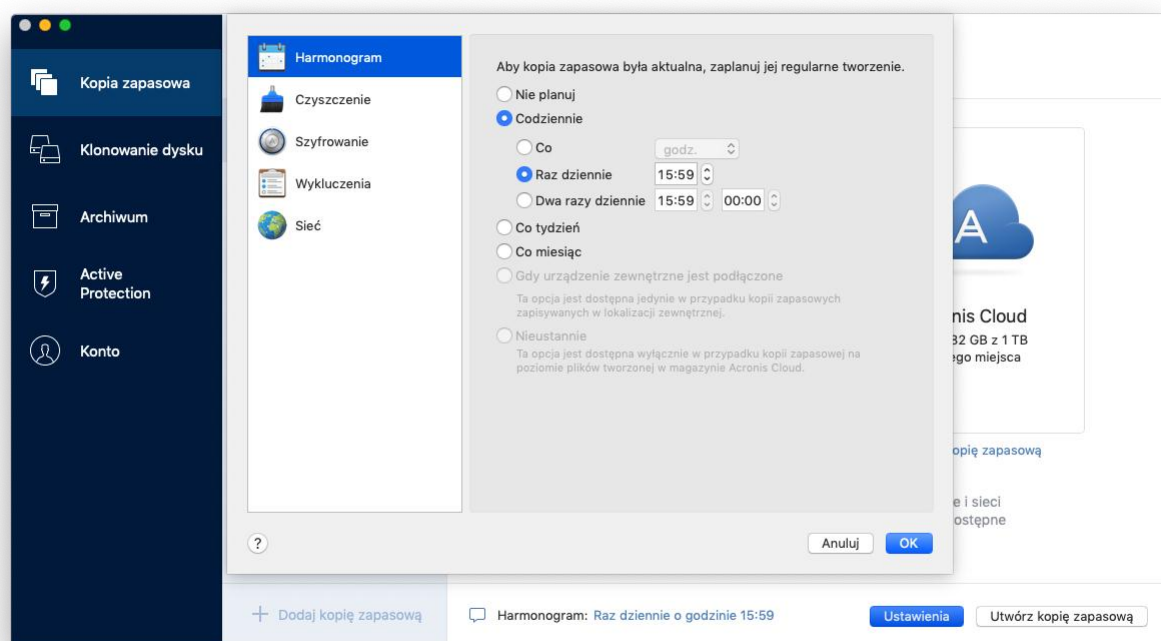 Kopia zapasowa
Klonowanie dysku
Archiwum
Active
Protection
Konto
Harmonogram
Czyszczenie
Szyfrowanie
Wykluczenia
Sieć
Aby kopia zapasowa była aktualna, zaplanuj jej regularne tworzenie.
Nie planuj
Codziennie
Co godz.
Raz dziennie 15:59
Dwa razy dziennie 15:59 00:00
Co tydzień
Co miesiąc
Gdy urządzenie zewnętrzne jest podłączone
Ta opcja jest dostępna jedynie w przypadku kopii zapasowych
zapisywanych w lokalizacji zewnętrznej.
Nieustannie
Ta opcja jest dostępna wyłącznie w przypadku kopii zapasowej na
poziomie plików tworzonej w magazynie Acronis Cloud.
? Anuluj OK
A
nis Cloud
32 GB z 1 TB
ego miejsca
opię zapasową
e i sieci
ostępne
+ Dodaj kopię zapasową
Harmonogram: Raz dziennie o godzinie 15:59
Ustawienia
Utwórz kopię zapasową